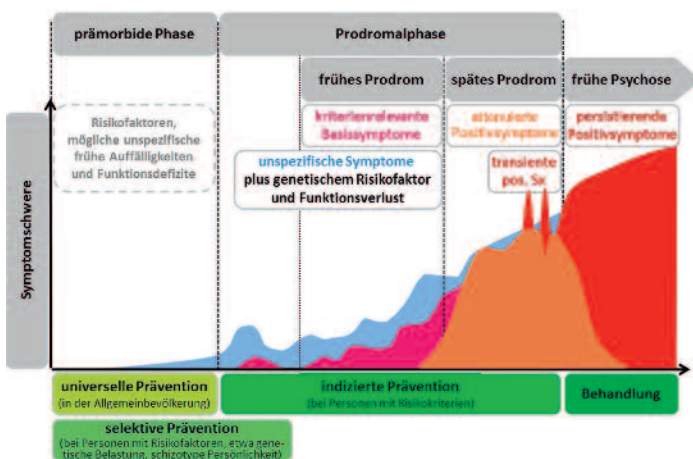 prämorbide Phase
Prodromalphase
frühes Prodrom
spätes Prodrom
frühe Psychose
Risikofaktoren,
mögliche unspezifische
frühe Auffälligkeiten
und Funktionsdefizite
kriterienrelevante
Basissymptome
attenuierte
Positivsymptome
persistierende
Positivsymptome
unspezifische Symptome
plus genetischem Risikofaktor
und Funktionsverlust
transiente
pos. Sx
Symptomschwere
universelle Prävention
(in der Allgemeinbevölkerung)
indizierte Prävention
(bei Personen mit Risikokriterien)
Behandlung
selektive Prävention
(bei Personen mit Risikofaktoren, etwa gene-
tische Belastung, schizotype Persönlichkeit)